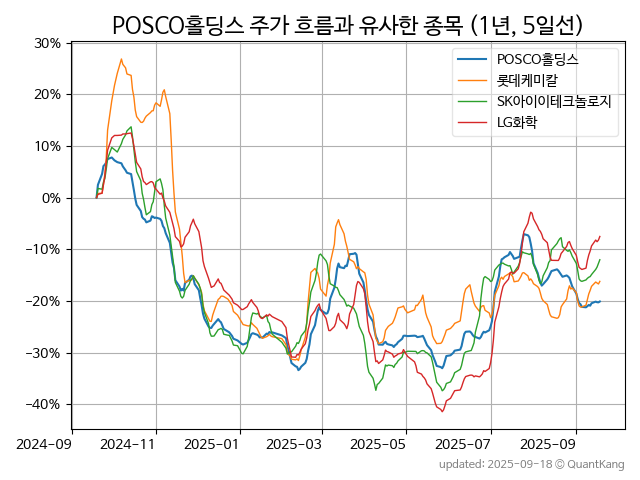 POSCO홀딩스 주가 흐름과 유사한 종목 (1년, 5일선)
POSCO홀딩스
롯데케미칼
SK아이이테크놀로지
LG화학
30%
20%
10%
0%
-10%
-20%
-30%
-40%
2024-09
2024-11
2025-01
2025-03
2025-05
2025-07
2025-09
updated: 2025-09-18 © QuantKang